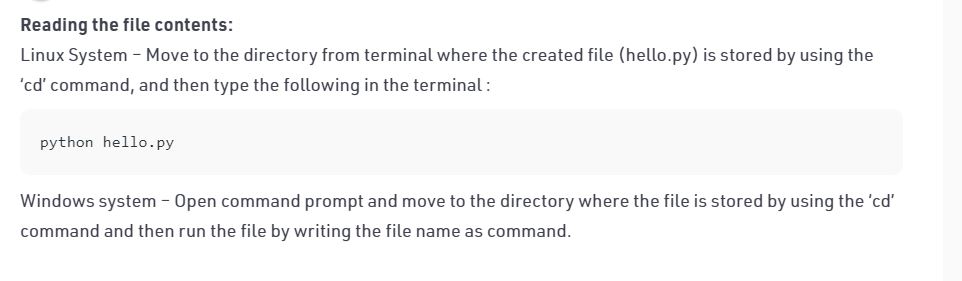 Reading the file contents:
Linux System – Move to the directory from terminal where the created file (hello.py) is stored by using the
‘cd’ command, and then type the following in the terminal :
python hello.py
Windows system – Open command prompt and move to the directory where the file is stored by using the ‘cd’
command and then run the file by writing the file name as command.